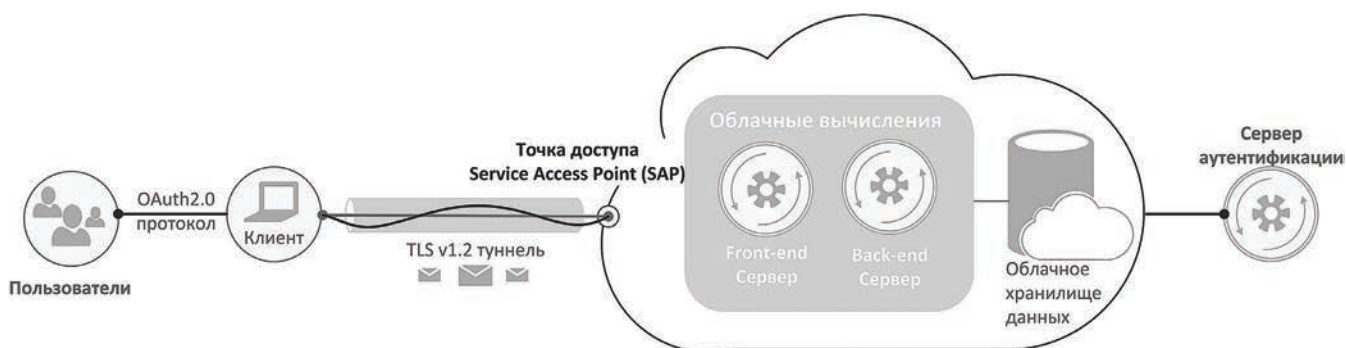 Пользователи
OAuth2.0
протокол
Клиент
TLS v1.2 туннель
Точка доступа
Service Access Point (SAP)
Облачные вычисления
Front-end
Сервер
Back-end
Сервер
Облачное
хранилище
данных
Сервер
аутентификации